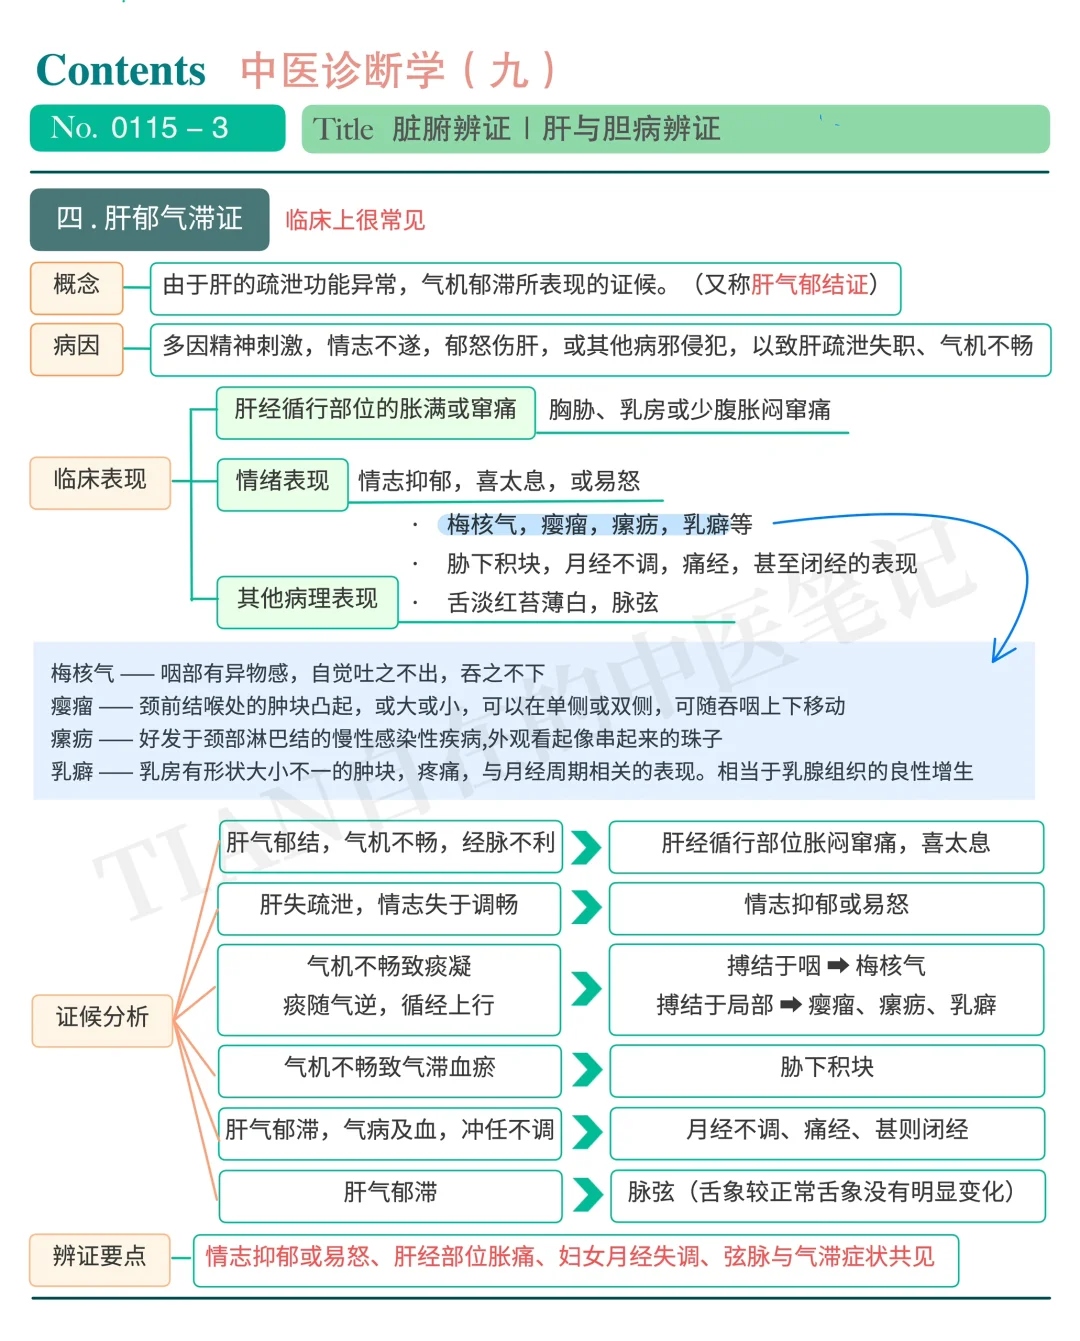 Contents 中医诊断学（九）
No. 0115 – 3
Title 脏腑辨证｜肝与胆病辨证
四 . 肝郁气滞证 临床上很常见
概念 由于肝的疏泄功能异常，气机郁滞所表现的证候。（又称肝气郁结证）
病因 多因精神刺激，情志不遂，郁怒伤肝，或其他病邪侵犯，以致肝疏泄失职、气机不畅
临床表现
肝经循行部位的胀满或窜痛 胸胁、乳房或少腹胀闷窜痛
情绪表现 情志抑郁，喜太息，或易怒
其他病理表现
· 梅核气，瘿瘤，瘰疬，乳癖等
· 胁下积块，月经不调，痛经，甚至闭经的表现
· 舌淡红苔薄白，脉弦
梅核气 —— 咽部有异物感，自觉吐之不出，吞之不下
瘿瘤 —— 颈前结喉处的肿块凸起，或大或小，可以在单侧或双侧，可随吞咽上下移动
瘰疬 —— 好发于颈部淋巴结的慢性感染性疾病,外观看起像串起来的珠子
乳癖 —— 乳房有形状大小不一的肿块，疼痛，与月经周期相关的表现。相当于乳腺组织的良性增生
TIAN自在的中医笔记
证候分析
肝气郁结，气机不畅，经脉不利 肝经循行部位胀闷窜痛，喜太息
肝失疏泄，情志失于调畅 情志抑郁或易怒
气机不畅致痰凝
痰随气逆，循经上行
搏结于咽 ➡ 梅核气
搏结于局部 ➡ 瘿瘤、瘰疬、乳癖
气机不畅致气滞血瘀 胁下积块
肝气郁滞，气病及血，冲任不调 月经不调、痛经、甚则闭经
肝气郁滞 脉弦（舌象较正常舌象没有明显变化）
辨证要点 情志抑郁或易怒、肝经部位胀痛、妇女月经失调、弦脉与气滞症状共见